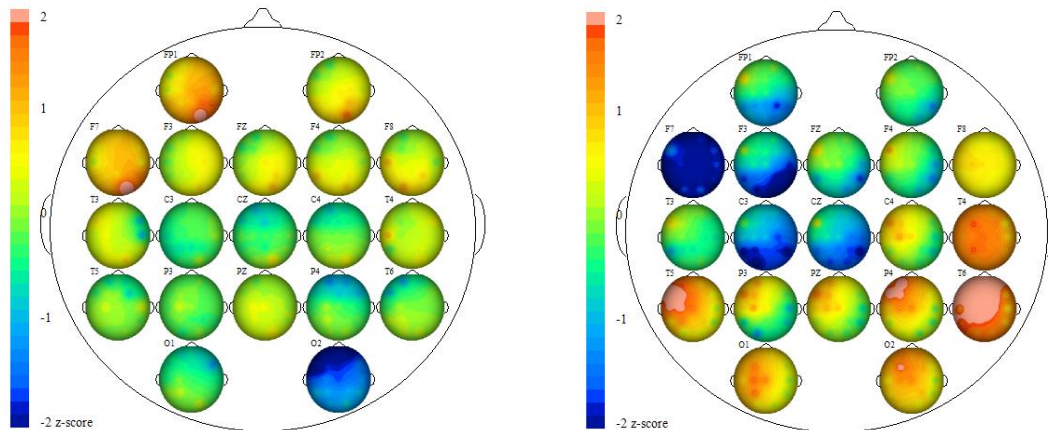 2
1
0
-1
-2 z-score
FP1 FP2
F7 F3 FZ F4 F8
T3 C3 CZ C4 T4
T5 P3 PZ P4 T6
O1 O2
2
1
0
-1
-2 z-score
FP1 FP2
F7 F3 FZ F4 F8
T3 C3 CZ C4 T4
T5 P3 PZ P4 T6
O1 O2